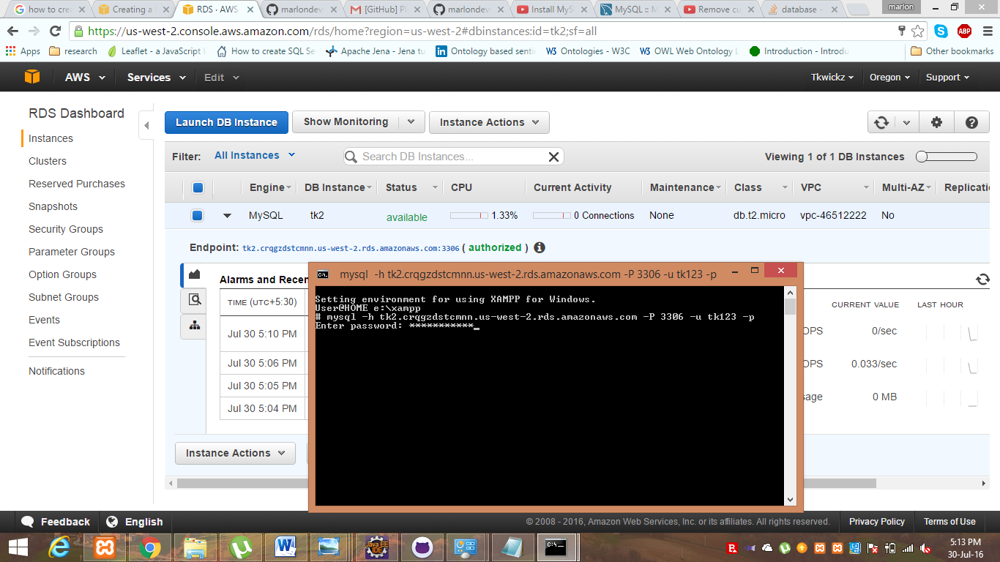 how to cre
Creating a
RDS · AWS
marlondev
[GitHub] Pl
marlondev
Install MyS
MySQL :: M
Remove cu
database -
marlon
https://us-west-2.console.aws.amazon.com/rds/home?region=us-west-2#dbinstances:id=tk2;sf=all
ABP
Apps
research
Leaflet - a JavaScript l
How to create SQL Se
Apache Jena - Jena tu
Ontology based senti
W3 Ontologies - W3C
W3 OWL Web Ontology L
Introduction - Introdu
Other bookmarks
AWS
Services
Edit
Tkwickz
Oregon
Support
RDS Dashboard
Instances
Clusters
Reserved Purchases
Snapshots
Security Groups
Parameter Groups
Option Groups
Subnet Groups
Events
Event Subscriptions
Notifications
Launch DB Instance
Show Monitoring
Instance Actions
Filter: All Instances
Search DB Instances...
Viewing 1 of 1 DB Instances
Engine DB Instance Status CPU Current Activity Maintenance Class VPC Multi-AZ Replicati
MySQL tk2 available 1.33% 0 Connections None db.t2.micro vpc-46512222 No
Endpoint: tk2.crqgzdstcmnn.us-west-2.rds.amazonaws.com:3306 ( authorized )
Alarms and Recen
TIME (UTC+5:30)
Jul 30 5:10 PM
Jul 30 5:06 PM
Jul 30 5:05 PM
Jul 30 5:04 PM
CURRENT VALUE LAST HOUR
OPS 0/sec
OPS 0.033/sec
sage 0 MB
Instance Actions
mysql -h tk2.crqgzdstcmnn.us-west-2.rds.amazonaws.com -P 3306 -u tk123 -p
Setting environment for using XAMPP for Windows.
User@HOME e:\xampp
# mysql -h tk2.crqgzdstcmnn.us-west-2.rds.amazonaws.com -P 3306 -u tk123 -p
Enter password: ***********_
Feedback
English
© 2008 - 2016, Amazon Web Services, Inc. or its affiliates. All rights reserved.
Privacy Policy
Terms of Use
Java EE
IDE
5:13 PM
30-Jul-16